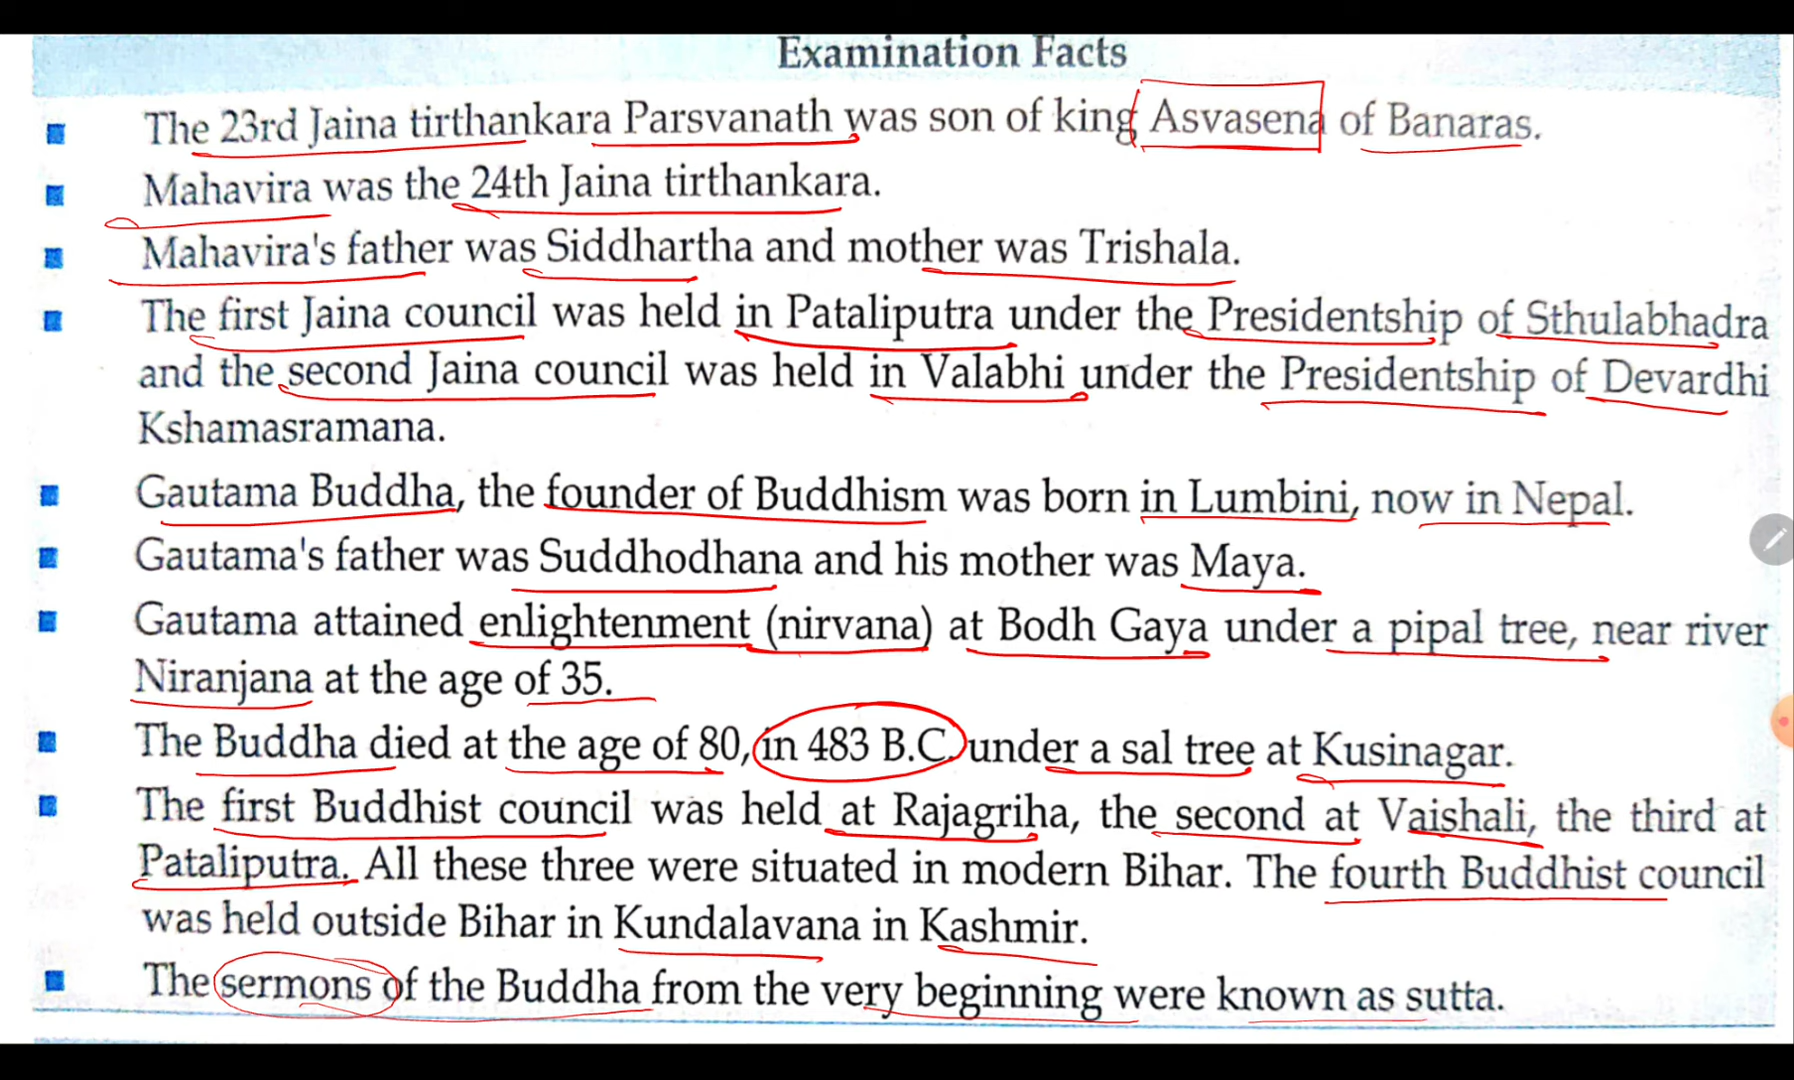 Examination Facts
The 23rd Jaina tirthankara Parsvanath was son of king Asvasena of Banaras.
Mahavira was the 24th Jaina tirthankara.
Mahavira's father was Siddhartha and mother was Trishala.
The first Jaina council was held in Pataliputra under the Presidentship of Sthulabhadra
and the second Jaina council was held in Valabhi under the Presidentship of Devardhi
Kshamasramana.
Gautama Buddha, the founder of Buddhism was born in Lumbini, now in Nepal.
Gautama's father was Suddhodhana and his mother was Maya.
Gautama attained enlightenment (nirvana) at Bodh Gaya under a pipal tree, near river
Niranjana at the age of 35.
The Buddha died at the age of 80, in 483 B.C. under a sal tree at Kusinagar.
The first Buddhist council was held at Rajagriha, the second at Vaishali, the third at
Pataliputra. All these three were situated in modern Bihar. The fourth Buddhist council
was held outside Bihar in Kundalavana in Kashmir.
The sermons of the Buddha from the very beginning were known as sutta.